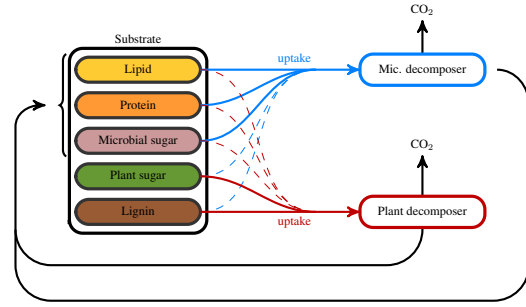 CO₂
Substrate
Lipid
uptake
Mic. decomposer
Protein
Microbial sugar
CO₂
Plant sugar
Lignin
Plant decomposer
uptake